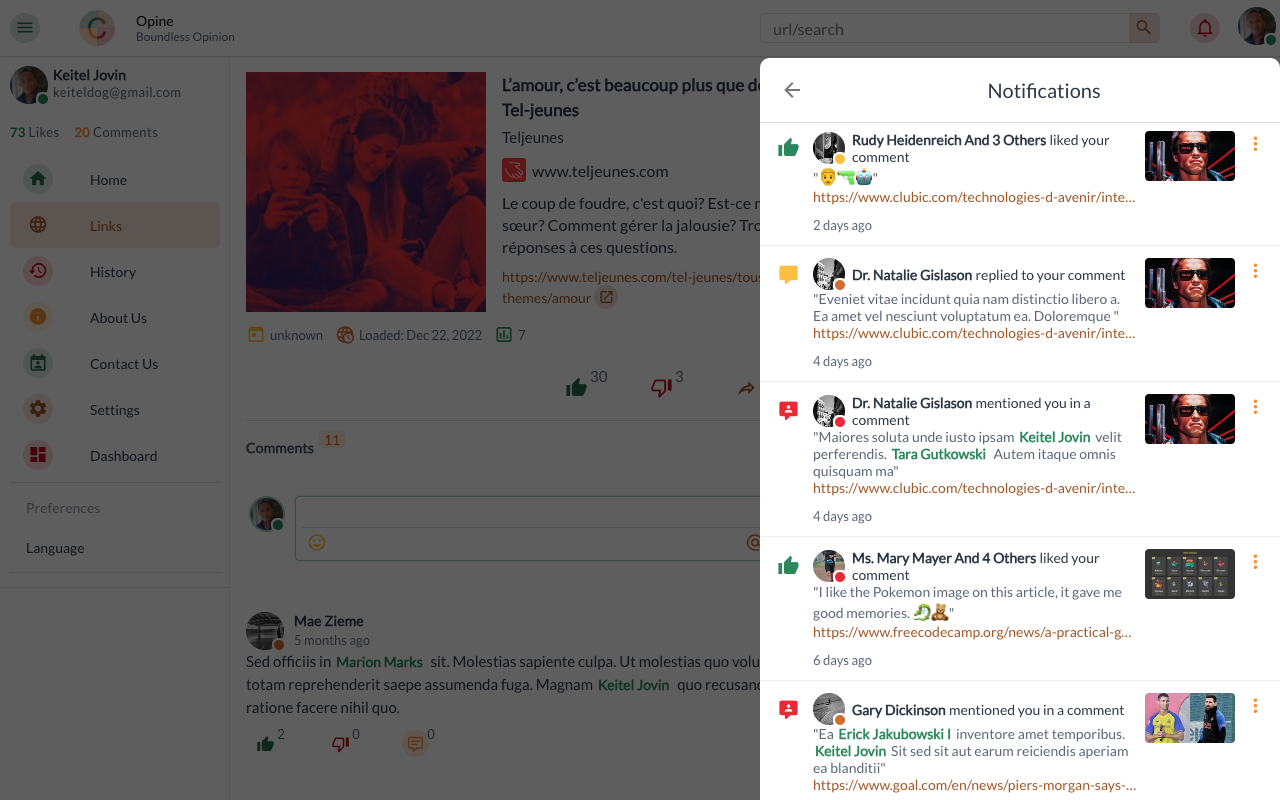 Opine
Boundless Opinion
url/search
Keitel Jovin
keiteldog@gmail.com
73 Likes 20 Comments
Home
Links
History
About Us
Contact Us
Settings
Dashboard
Preferences
Language
L'amour, c'est beaucoup plus que de
Tel-jeunes
Teljeunes
www.teljeunes.com
Le coup de foudre, c'est quoi? Est-ce
sœur? Comment gérer la jalousie?
réponses à ces questions.
https://www.teljeunes.com/tel-jeunes/tous
themes/amour
unknown Loaded: Dec 22, 2022 7
30 3
Comments 11
Mae Zieme
5 months ago
Sed officiis in Marion Marks sit. Molestias sapiente culpa. Ut molestias quo
totam reprehenderit saepe assumenda fuga. Magnam Keitel Jovin quo
ratione facere nihil quo.
2 0 0
Notifications
Rudy Heidenreich And 3 Others liked your
comment
"👨🔫🤖"
https://www.clubic.com/technologies-d-avenir/inte...
2 days ago
Dr. Natalie Gislason replied to your comment
"Eveniet vitae incidunt quia nam distinctio libero a.
Ea amet vel nesciunt voluptatum ea. Doloremque "
https://www.clubic.com/technologies-d-avenir/inte...
4 days ago
Dr. Natalie Gislason mentioned you in a
comment
"Maiores soluta unde iusto ipsam Keitel Jovin velit
perferendis. Tara Gutkowski Autem itaque omnis
quisquam ma"
https://www.clubic.com/technologies-d-avenir/inte...
4 days ago
Ms. Mary Mayer And 4 Others liked your
comment
"I like the Pokemon image on this article, it gave me
good memories. 🐉🧸"
https://www.freecodecamp.org/news/a-practical-g...
6 days ago
Gary Dickinson mentioned you in a comment
"Ea Erick Jakubowski I inventore amet temporibus.
Keitel Jovin Sit sed sit aut earum reiciendis aperiam
ea blanditii"
https://www.goal.com/en/news/piers-morgan-says-...